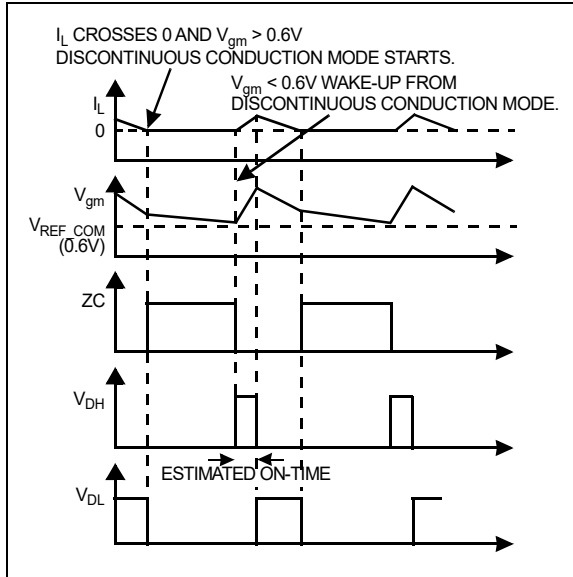 I_L CROSSES 0 AND V_gm > 0.6V
DISCONTINUOUS CONDUCTION MODE STARTS.
V_gm < 0.6V WAKE-UP FROM
DISCONTINUOUS CONDUCTION MODE.
I_L
0
V_gm
V_REF_COM
(0.6V)
ZC
V_DH
ESTIMATED ON-TIME
V_DL